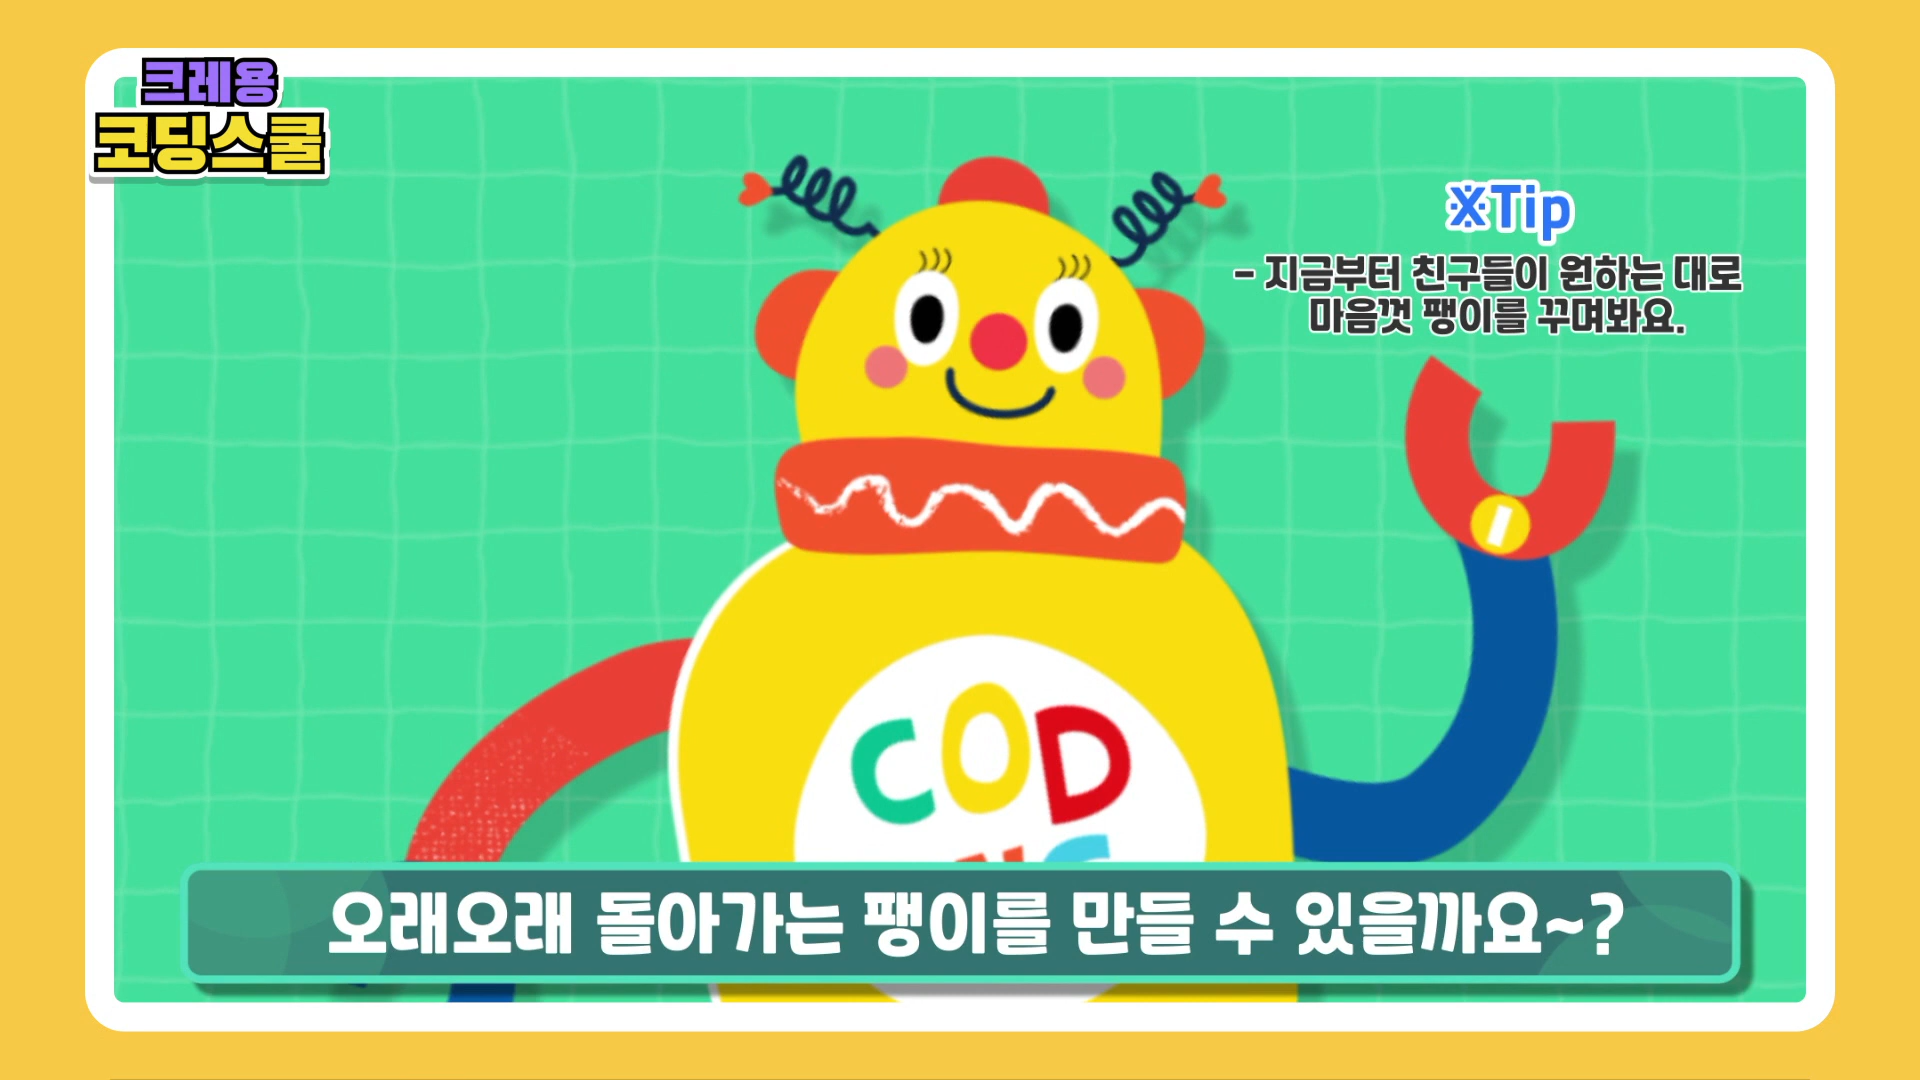 크레용
코딩스쿨
※Tip
- 지금부터 친구들이 원하는 대로
마음껏 팽이를 꾸며봐요.
COD
오래오래 돌아가는 팽이를 만들 수 있을까요~?